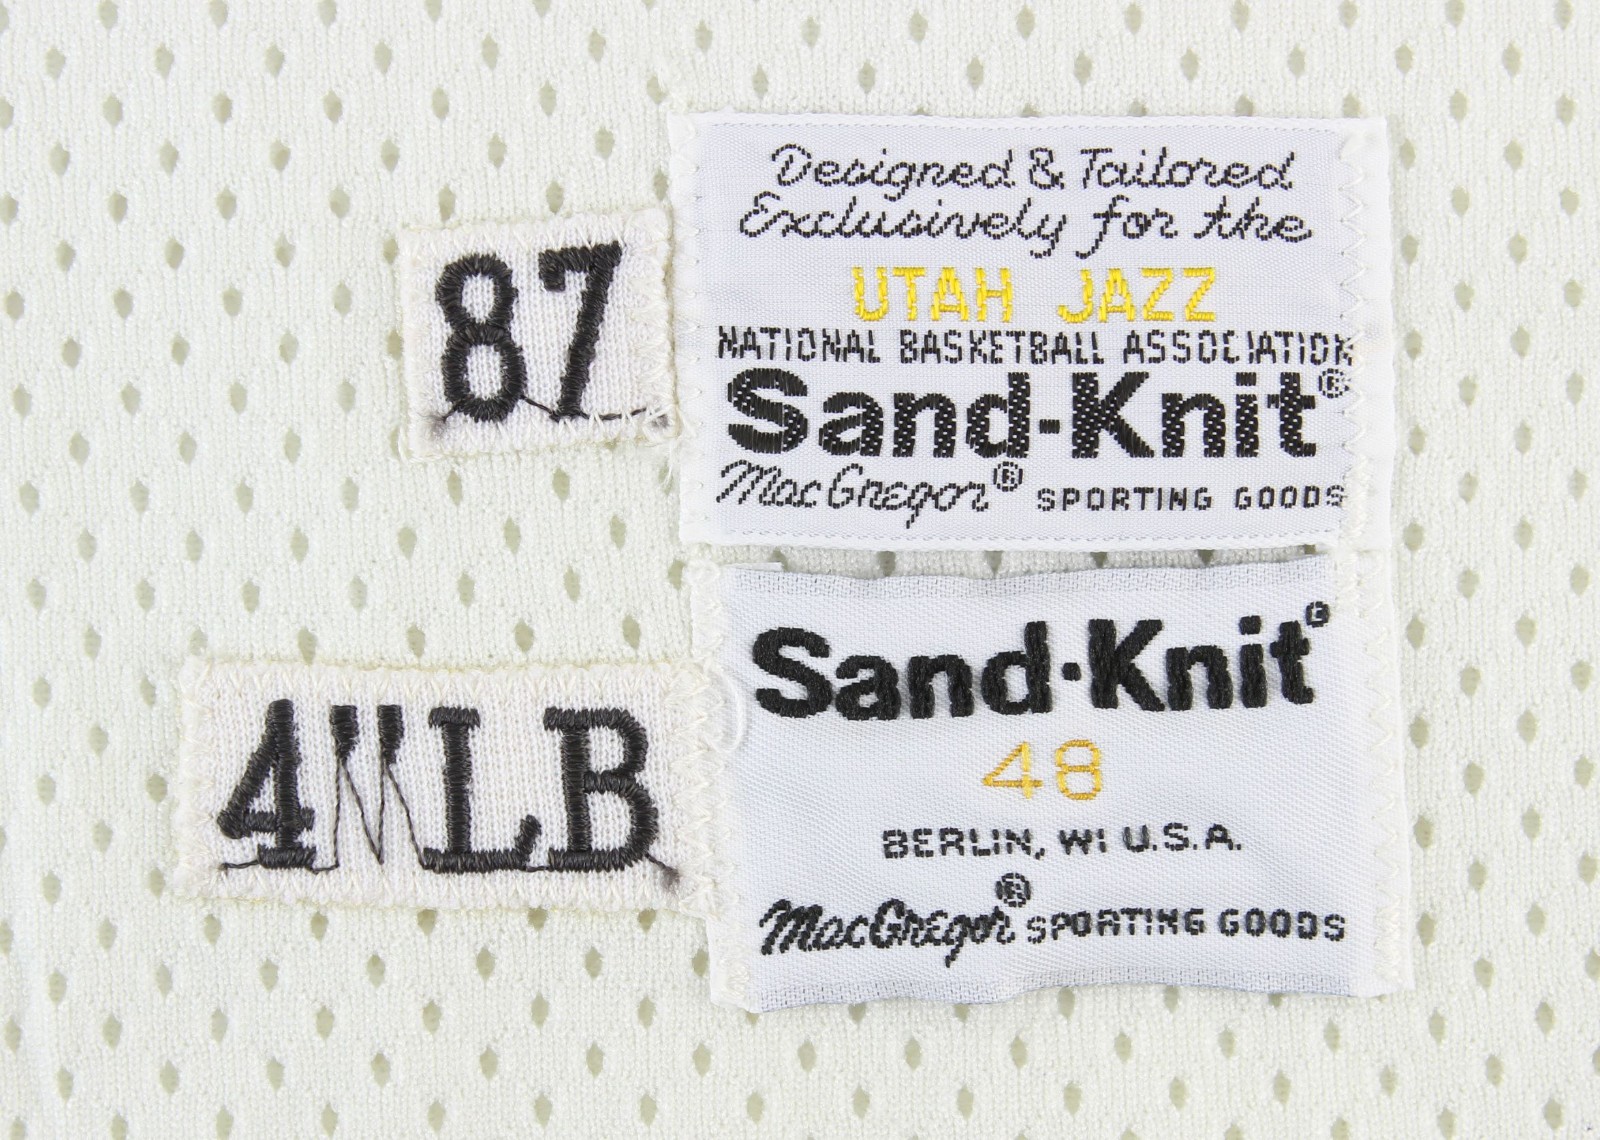 87
Designed & Tailored
Exclusively for the
UTAH JAZZ
NATIONAL BASKETBALL ASSOCIATION
Sand-Knit®
MacGregor® SPORTING GOODS
4"LB
Sand·Knit®
48
BERLIN, WI U.S.A.
MacGregor® SPORTING GOODS